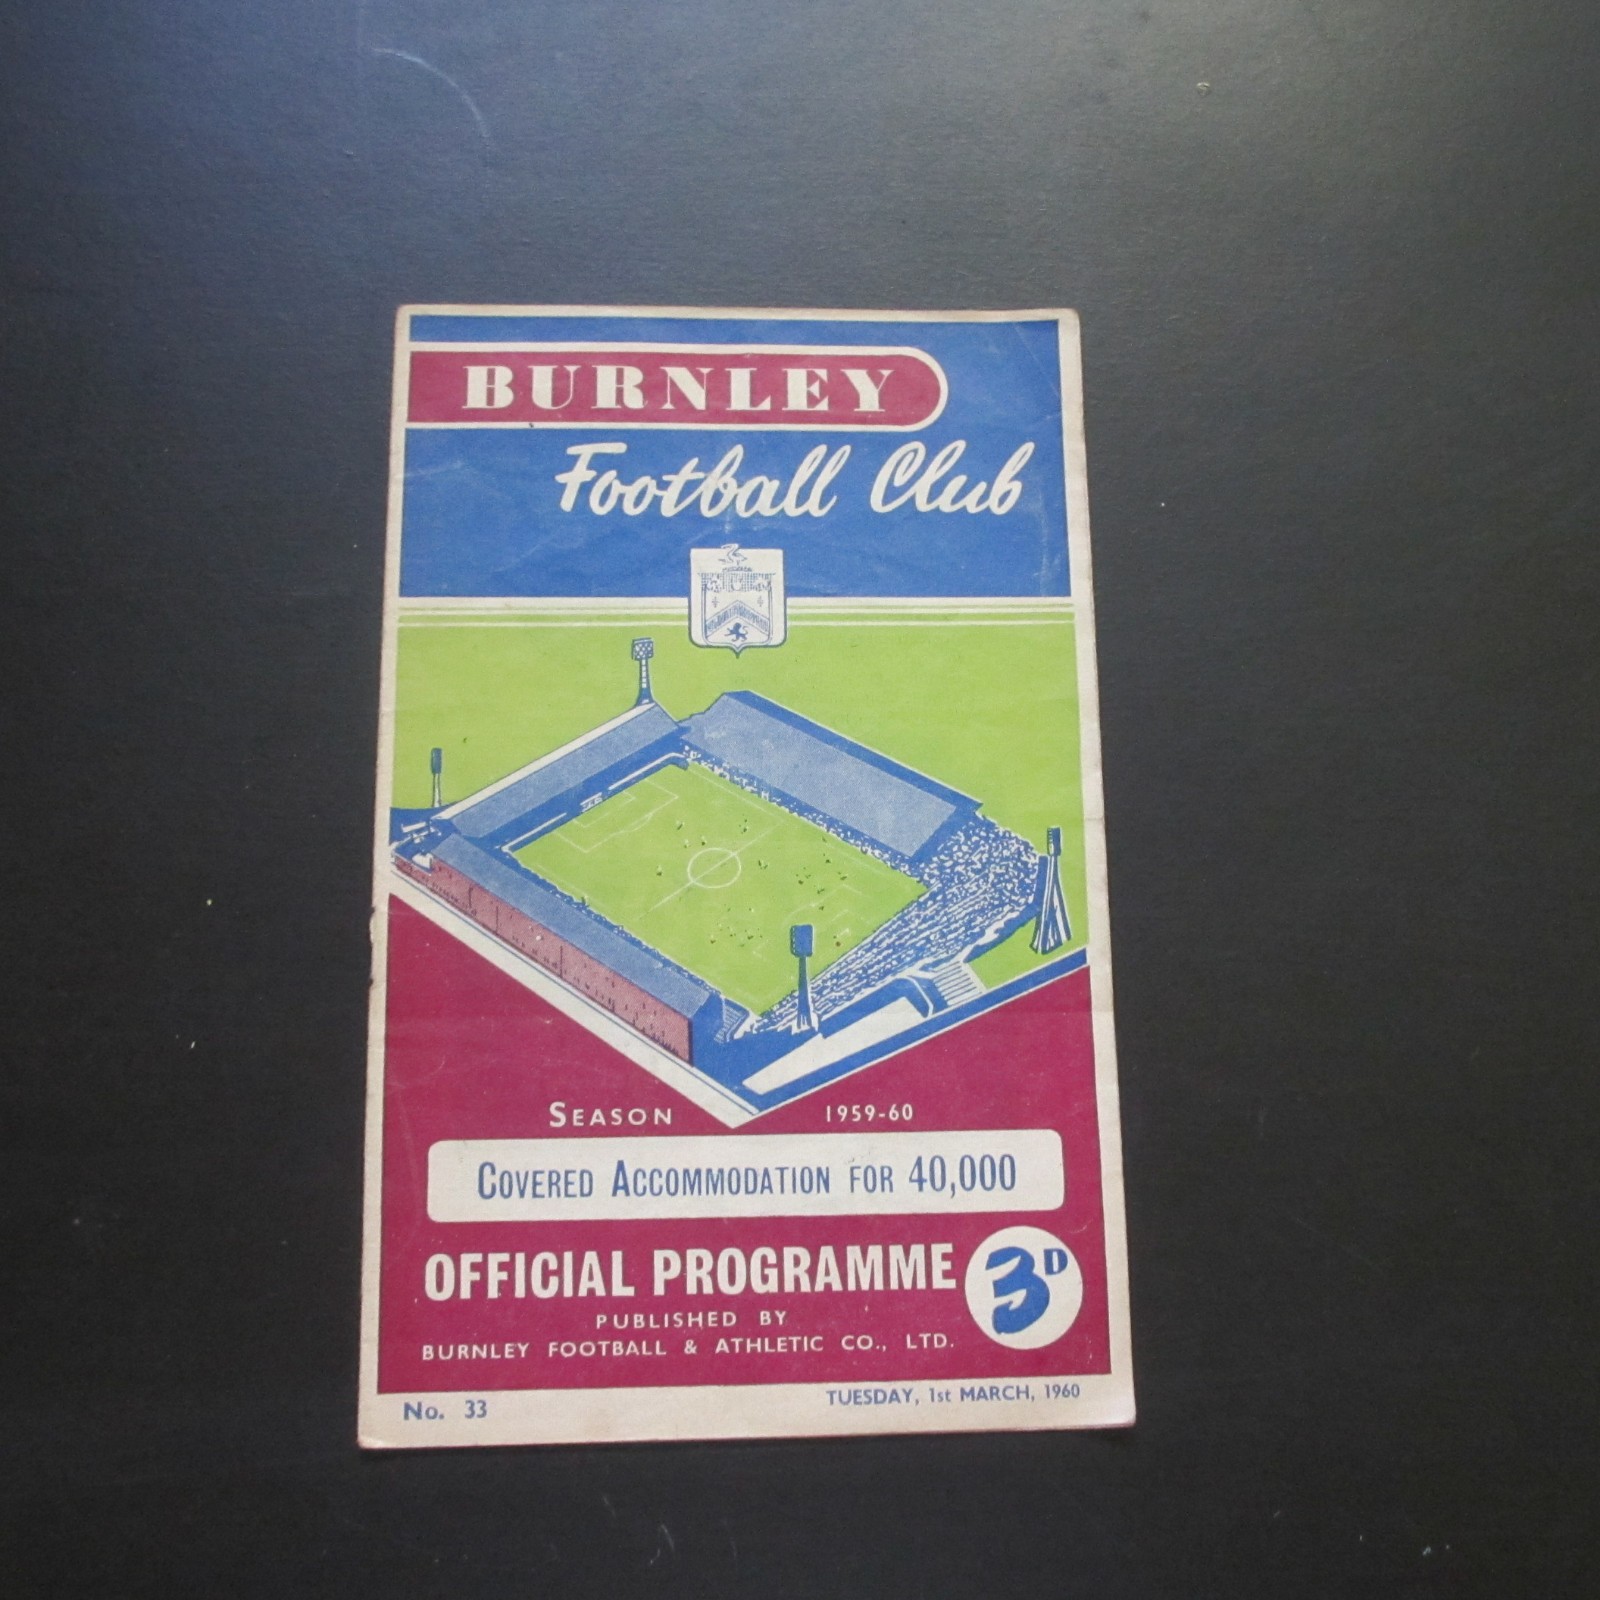 BURNLEY
Football Club
SEASON 1959-60
COVERED ACCOMMODATION FOR 40,000
OFFICIAL PROGRAMME 3D
PUBLISHED BY
BURNLEY FOOTBALL & ATHLETIC CO., LTD.
No. 33 TUESDAY, 1st MARCH, 1960